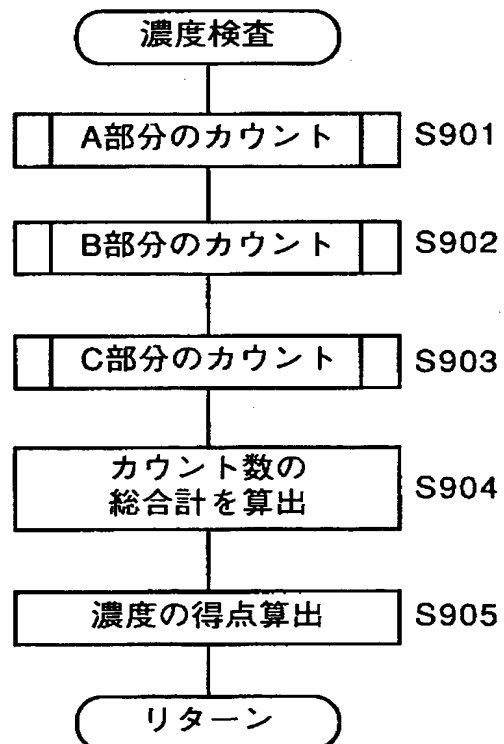 濃度検査
A部分のカウント S901
B部分のカウント S902
C部分のカウント S903
カウント数の
総合計を算出 S904
濃度の得点算出 S905
リターン